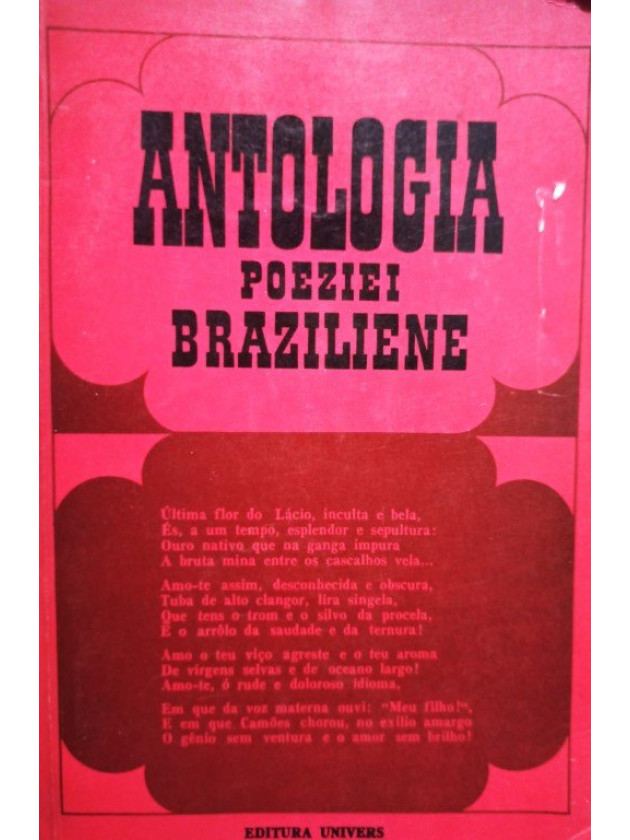 ANTOLOGIA
POEZIEI
BRAZILIENE
Última flor do Lácio, inculta e bela,
És, a um tempo, esplendor e sepultura:
Ouro nativo que na ganga impura
A bruta mina entre os cascalhos vela...
Amo-te assim, desconhecida e obscura,
Tuba de alto clangor, lira singela,
Que tens o trom e o silvo da procela,
E o arrôlo da saudade e da ternura!
Amo o teu viço agreste e o teu aroma
De virgens selvas e de oceano largo!
Amo-te, ó rude e doloroso idioma,
Em que da voz materna ouvi: "Meu filho!",
E em que Camões chorou, no exílio amargo
O gênio sem ventura e o amor sem brilho!
EDITURA UNIVERS